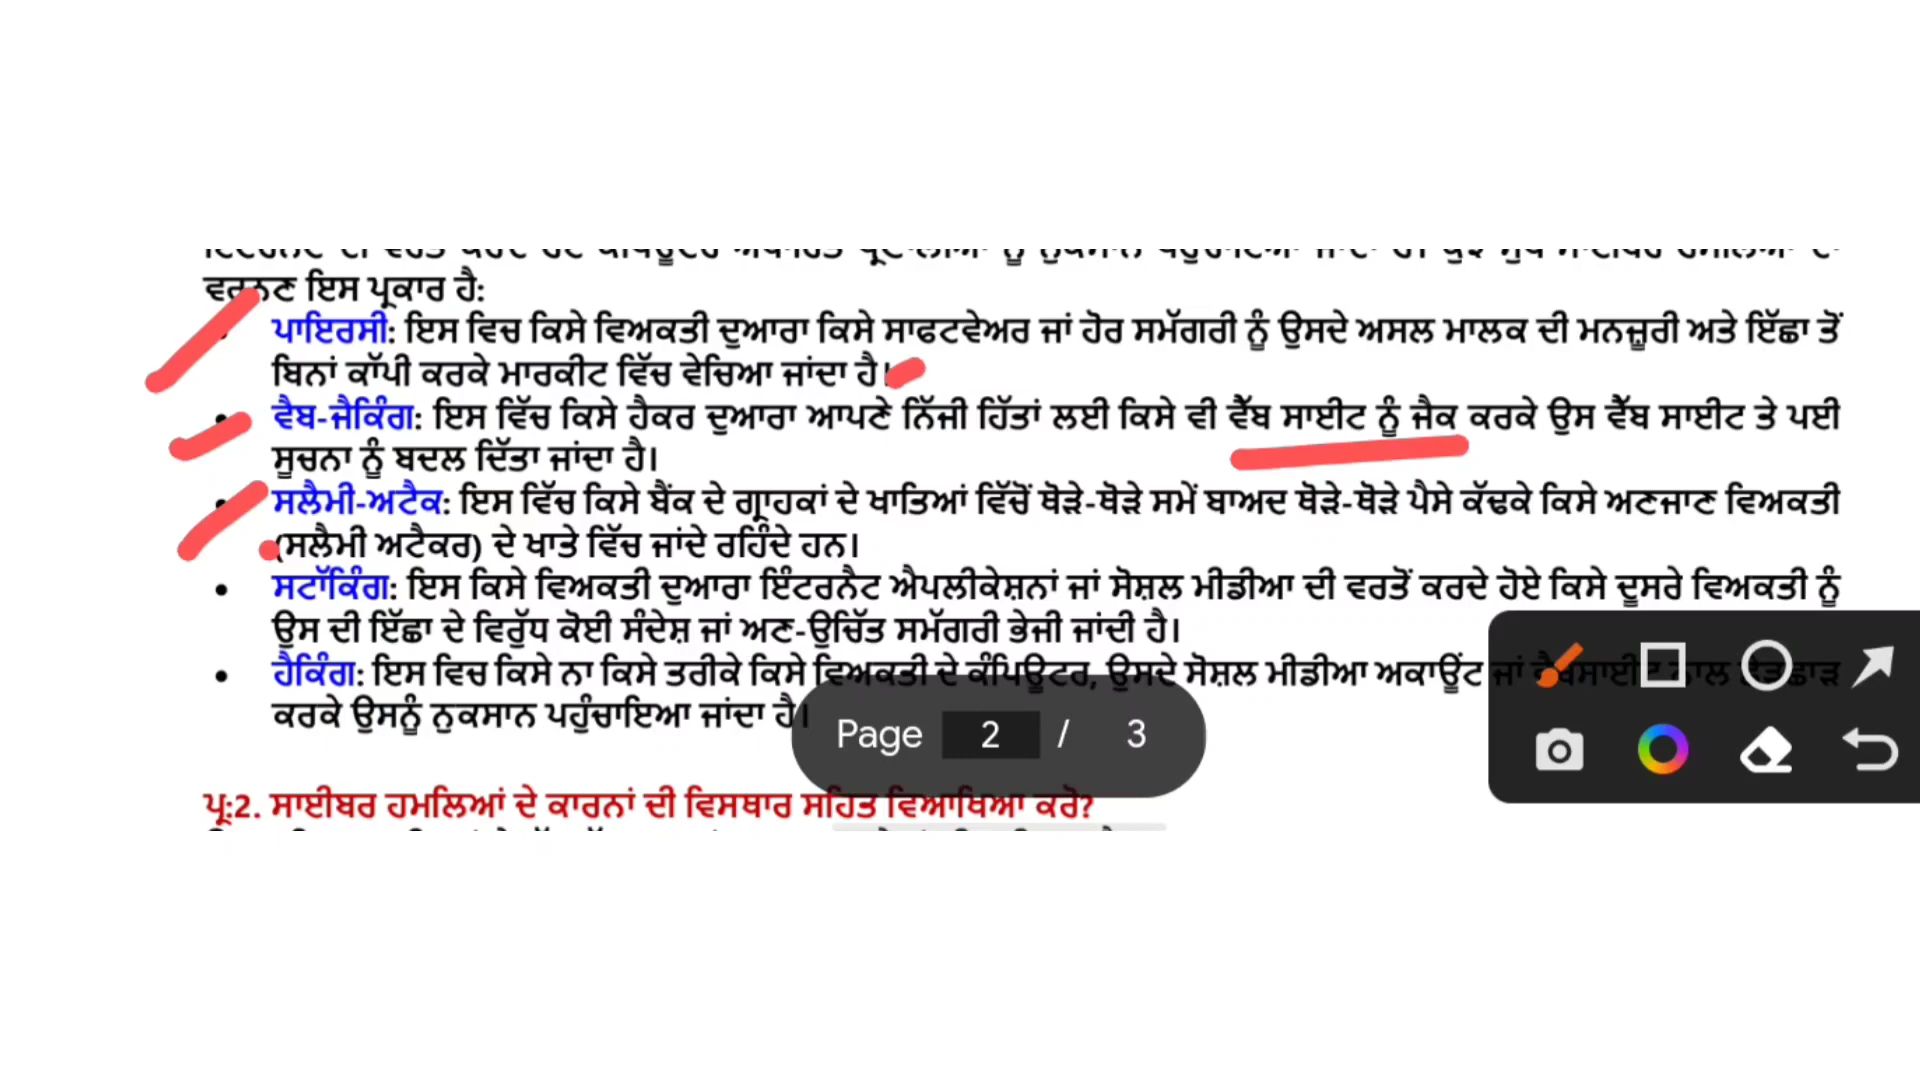 ਵਰਨਣ ਇਸ ਪ੍ਰਕਾਰ ਹੈ:
ਪਾਇਰਸੀ: ਇਸ ਵਿਚ ਕਿਸੇ ਵਿਅਕਤੀ ਦੁਆਰਾ ਕਿਸੇ ਸਾਫਟਵੇਅਰ ਜਾਂ ਹੋਰ ਸਮੱਗਰੀ ਨੂੰ ਉਸਦੇ ਅਸਲ ਮਾਲਕ ਦੀ ਮਨਜ਼ੂਰੀ ਅਤੇ ਇੱਛਾ ਤੋਂ
ਬਿਨਾਂ ਕਾੱਪੀ ਕਰਕੇ ਮਾਰਕੀਟ ਵਿੱਚ ਵੇਚਿਆ ਜਾਂਦਾ ਹੈ।
• ਵੈਬ-ਜੈਕਿੰਗ: ਇਸ ਵਿੱਚ ਕਿਸੇ ਹੈਕਰ ਦੁਆਰਾ ਆਪਣੇ ਨਿੱਜੀ ਹਿੱਤਾਂ ਲਈ ਕਿਸੇ ਵੀ ਵੈੱਬ ਸਾਈਟ ਨੂੰ ਜੈਕ ਕਰਕੇ ਉਸ ਵੈੱਬ ਸਾਈਟ ਤੇ ਪਈ
ਸੂਚਨਾ ਨੂੰ ਬਦਲ ਦਿੱਤਾ ਜਾਂਦਾ ਹੈ।
• ਸਲੈਮੀ-ਅਟੈਕ: ਇਸ ਵਿੱਚ ਕਿਸੇ ਬੈਂਕ ਦੇ ਗ੍ਰਾਹਕਾਂ ਦੇ ਖਾਤਿਆਂ ਵਿੱਚੋਂ ਥੋੜੇ-ਥੋੜੇ ਸਮੇਂ ਬਾਅਦ ਥੋੜੇ-ਥੋੜੇ ਪੈਸੇ ਕੱਢਕੇ ਕਿਸੇ ਅਣਜਾਣ ਵਿਅਕਤੀ
(ਸਲੈਮੀ ਅਟੈਕਰ) ਦੇ ਖਾਤੇ ਵਿੱਚ ਜਾਂਦੇ ਰਹਿੰਦੇ ਹਨ।
• ਸਟਾੱਕਿੰਗ: ਇਸ ਕਿਸੇ ਵਿਅਕਤੀ ਦੁਆਰਾ ਇੰਟਰਨੈਟ ਐਪਲੀਕੇਸ਼ਨਾਂ ਜਾਂ ਸੋਸ਼ਲ ਮੀਡੀਆ ਦੀ ਵਰਤੋਂ ਕਰਦੇ ਹੋਏ ਕਿਸੇ ਦੂਸਰੇ ਵਿਅਕਤੀ ਨੂੰ
ਉਸ ਦੀ ਇੱਛਾ ਦੇ ਵਿਰੁੱਧ ਕੋਈ ਸੰਦੇਸ਼ ਜਾਂ ਅਣ-ਉਚਿੱਤ ਸਮੱਗਰੀ ਭੇਜੀ ਜਾਂਦੀ ਹੈ।
• ਹੈਕਿੰਗ: ਇਸ ਵਿਚ ਕਿਸੇ ਨਾ ਕਿਸੇ ਤਰੀਕੇ ਕਿਸੇ ਵਿਅਕਤੀ ਦੇ ਕੰਪਿਊਟਰ, ਉਸਦੇ ਸੋਸ਼ਲ ਮੀਡੀਆ ਅਕਾਊਂਟ ਜਾਂ
ਕਰਕੇ ਉਸਨੂੰ ਨੁਕਸਾਨ ਪਹੁੰਚਾਇਆ ਜਾਂਦਾ ਹੈ।
Page 2 / 3
ਪ੍ਰ:2. ਸਾਈਬਰ ਹਮਲਿਆਂ ਦੇ ਕਾਰਨਾਂ ਦੀ ਵਿਸਥਾਰ ਸਹਿਤ ਵਿਆਖਿਆ ਕਰੋ?